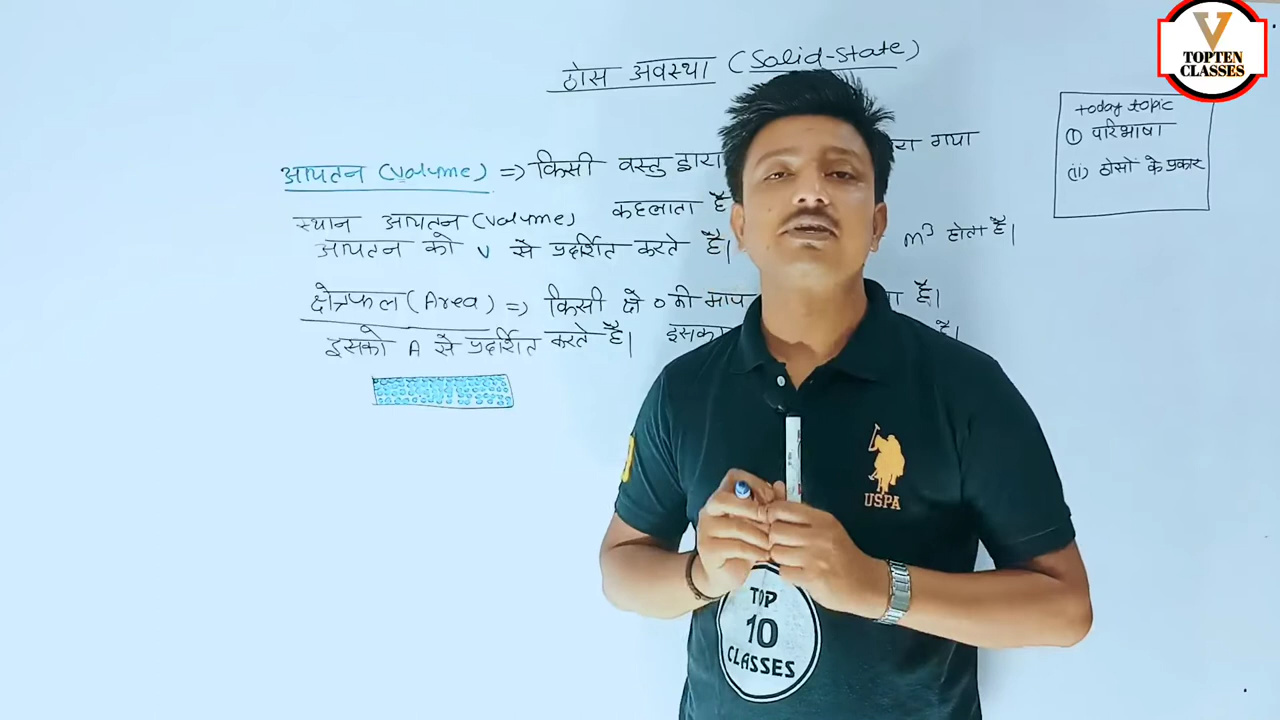 ठोस अवस्था (Solid-State)
V
TOPTEN
CLASSES
today topic
(i) परिभाषा
(ii) ठोसो के प्रकार
आयतन (Volume) => किसी वस्तु द्वारा गया
स्थान आयतन (Volume) कहलाता है
आयतन को V से प्रदर्शित करते है। m³ होता है।
क्षेत्रफल (Area) => किसी क्षे० की माप है।
इसको A से प्रदर्शित करते है। इसका है।
USPA
TOP
10
CLASSES